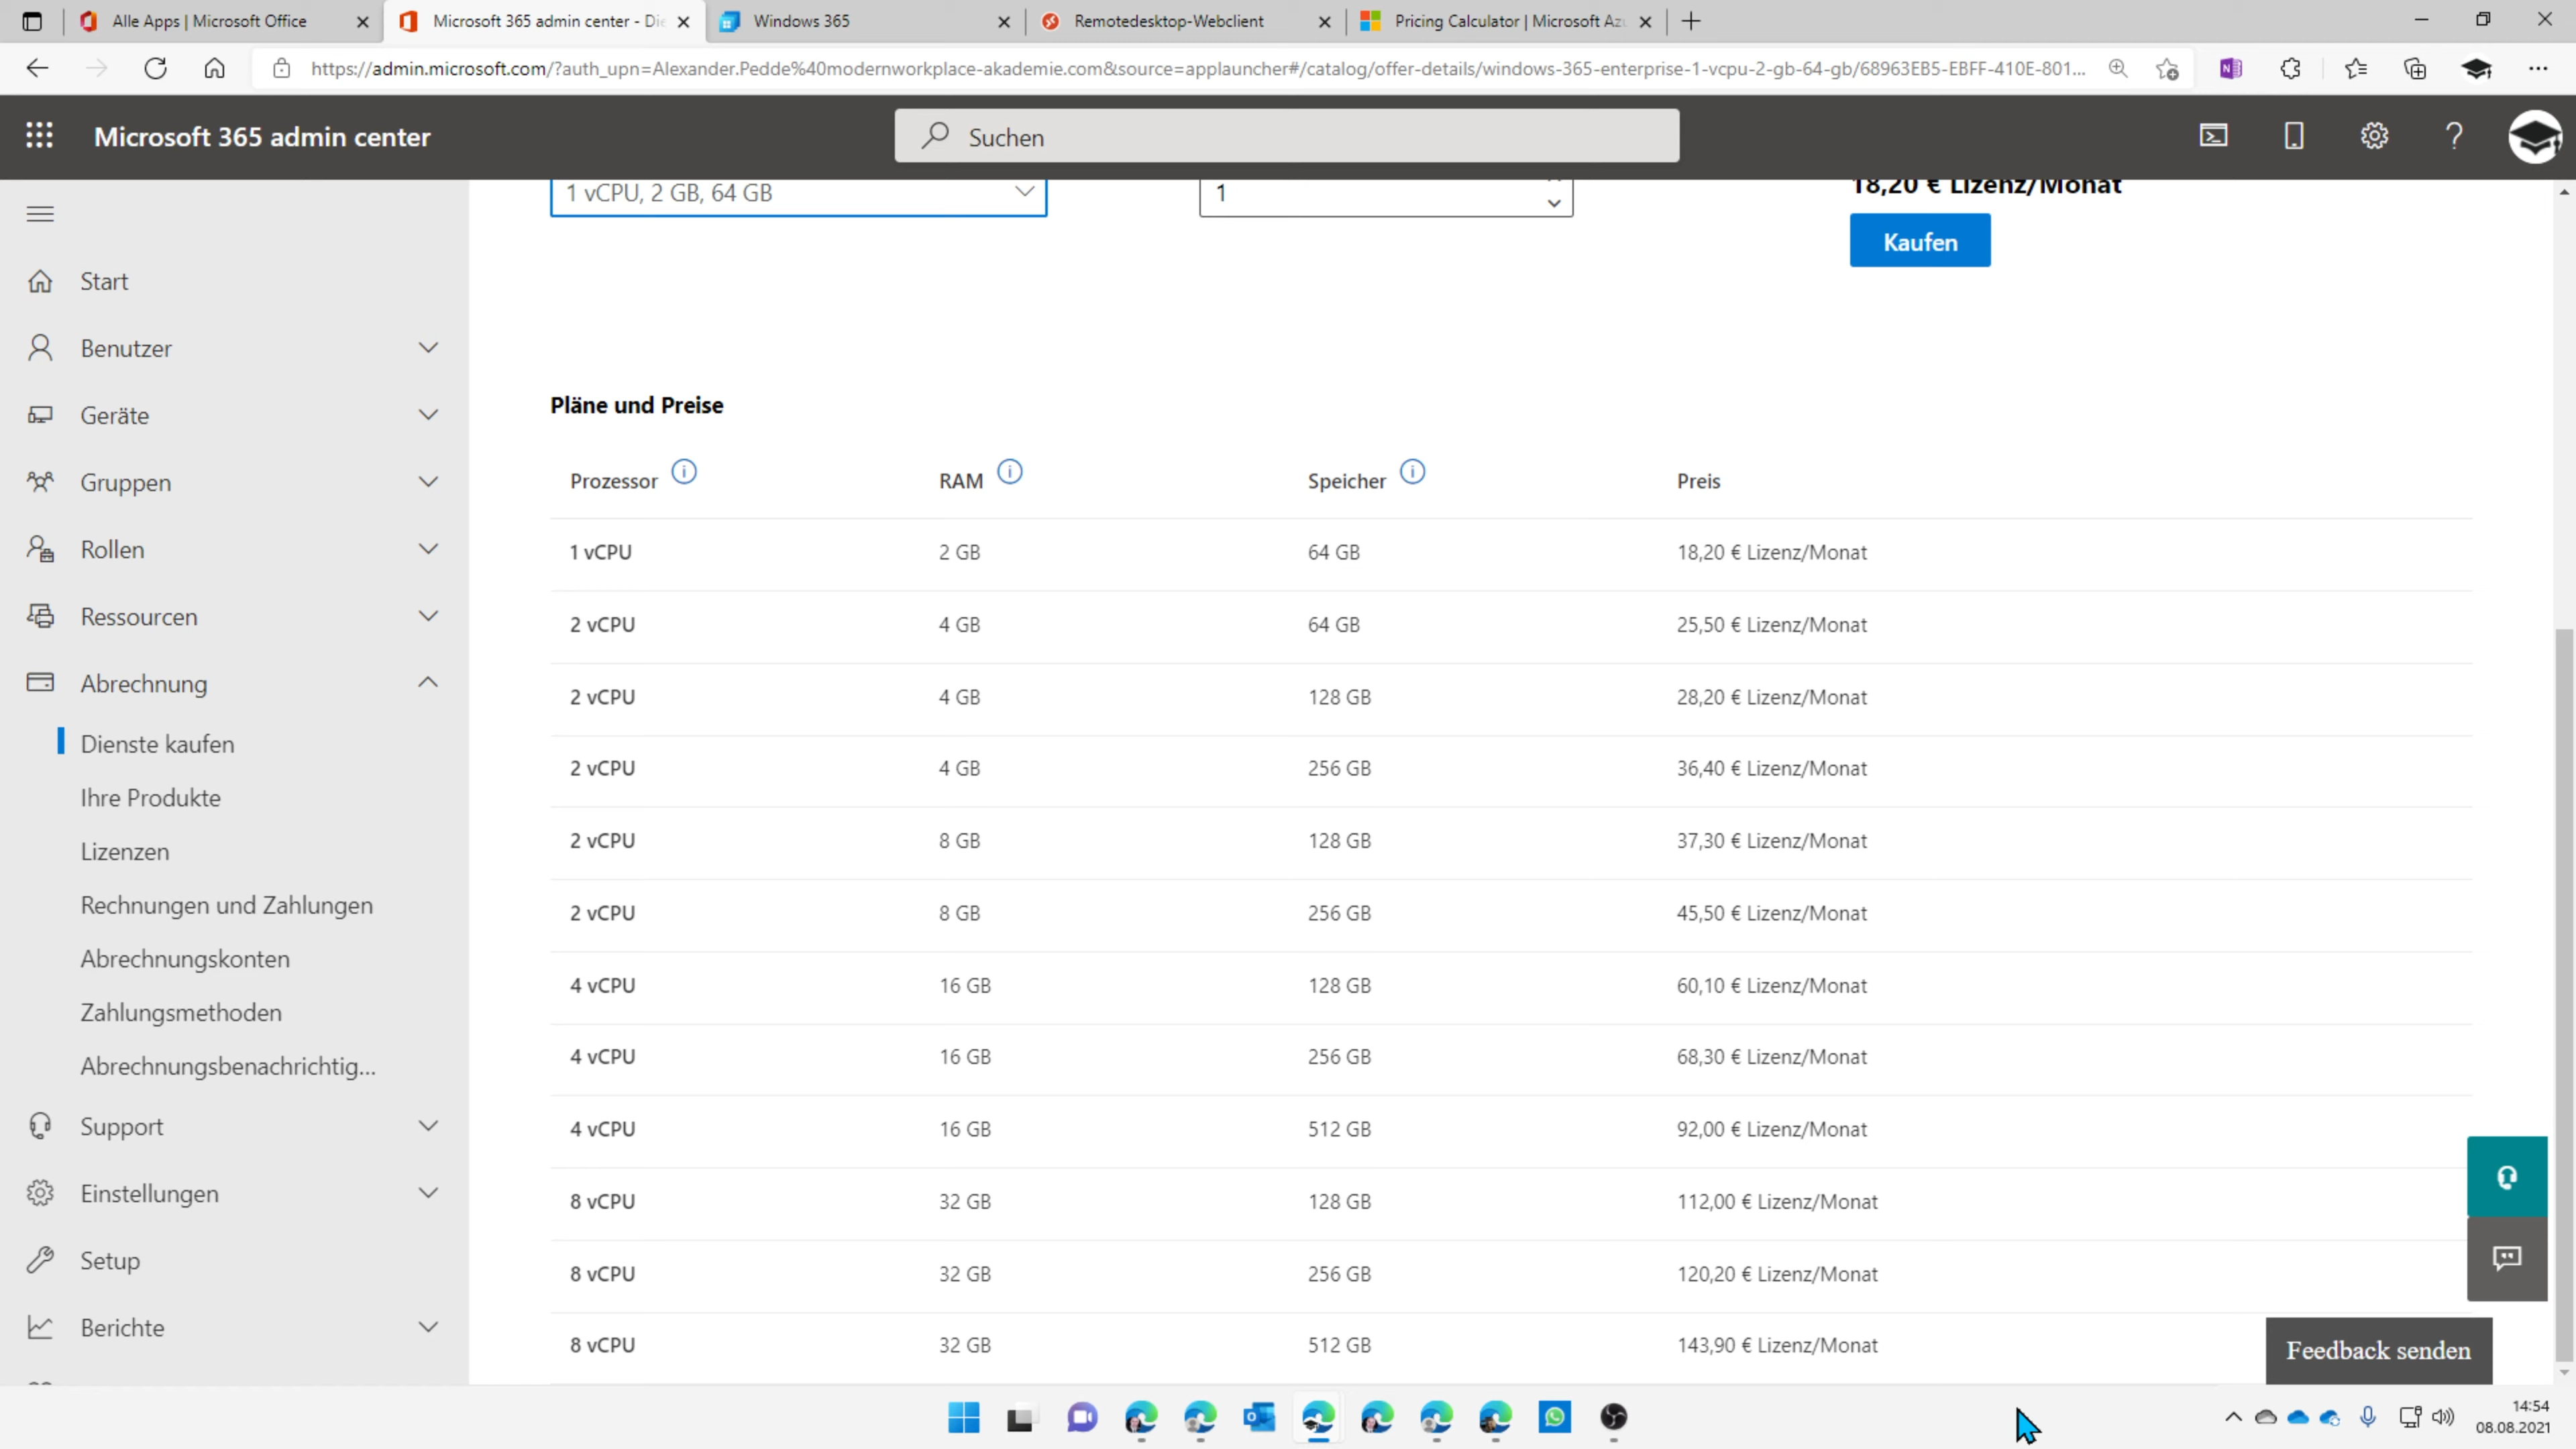 Alle Apps | Microsoft Office
Microsoft 365 admin center - Die
Windows 365
Remotedesktop-Webclient
Pricing Calculator | Microsoft Azu
https://admin.microsoft.com/?auth_upn=Alexander.Pedde%40modernworkplace-akademie.com&source=applauncher#/catalog/offer-details/windows-365-enterprise-1-vcpu-2-gb-64-gb/68963EB5-EBFF-410E-801...
Microsoft 365 admin center
Suchen
1 vCPU, 2 GB, 64 GB
1
18,20 € Lizenz/Monat
Kaufen
Start
Benutzer
Geräte
Gruppen
Rollen
Ressourcen
Abrechnung
Dienste kaufen
Ihre Produkte
Lizenzen
Rechnungen und Zahlungen
Abrechnungskonten
Zahlungsmethoden
Abrechnungsbenachrichtig...
Support
Einstellungen
Setup
Berichte
Pläne und Preise
Prozessor RAM Speicher Preis
1 vCPU 2 GB 64 GB 18,20 € Lizenz/Monat
2 vCPU 4 GB 64 GB 25,50 € Lizenz/Monat
2 vCPU 4 GB 128 GB 28,20 € Lizenz/Monat
2 vCPU 4 GB 256 GB 36,40 € Lizenz/Monat
2 vCPU 8 GB 128 GB 37,30 € Lizenz/Monat
2 vCPU 8 GB 256 GB 45,50 € Lizenz/Monat
4 vCPU 16 GB 128 GB 60,10 € Lizenz/Monat
4 vCPU 16 GB 256 GB 68,30 € Lizenz/Monat
4 vCPU 16 GB 512 GB 92,00 € Lizenz/Monat
8 vCPU 32 GB 128 GB 112,00 € Lizenz/Monat
8 vCPU 32 GB 256 GB 120,20 € Lizenz/Monat
8 vCPU 32 GB 512 GB 143,90 € Lizenz/Monat
Feedback senden
14:54
08.08.2021